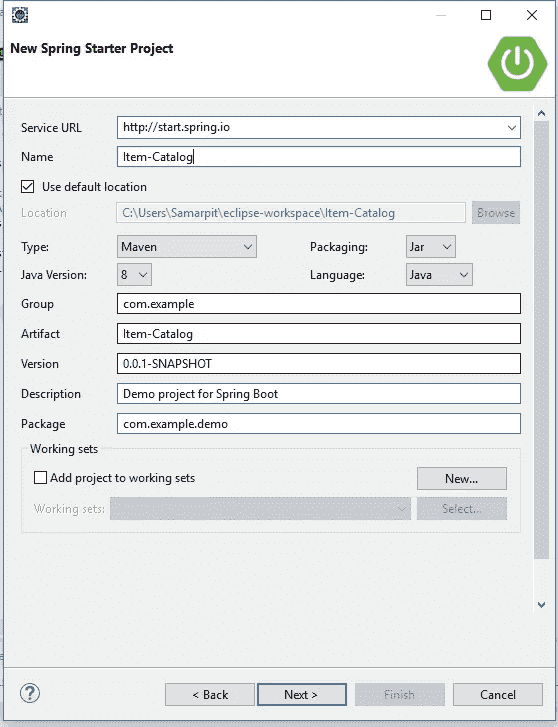 New Spring Starter Project
Service URL http://start.spring.io
Name Item-Catalog
Use default location
Location C:\Users\Samarpit\eclipse-workspace\Item-Catalog Browse
Type: Maven Packaging: Jar
Java Version: 8 Language: Java
Group com.example
Artifact Item-Catalog
Version 0.0.1-SNAPSHOT
Description Demo project for Spring Boot
Package com.example.demo
Working sets
Add project to working sets New...
Working sets: Select...
? < Back Next > Finish Cancel